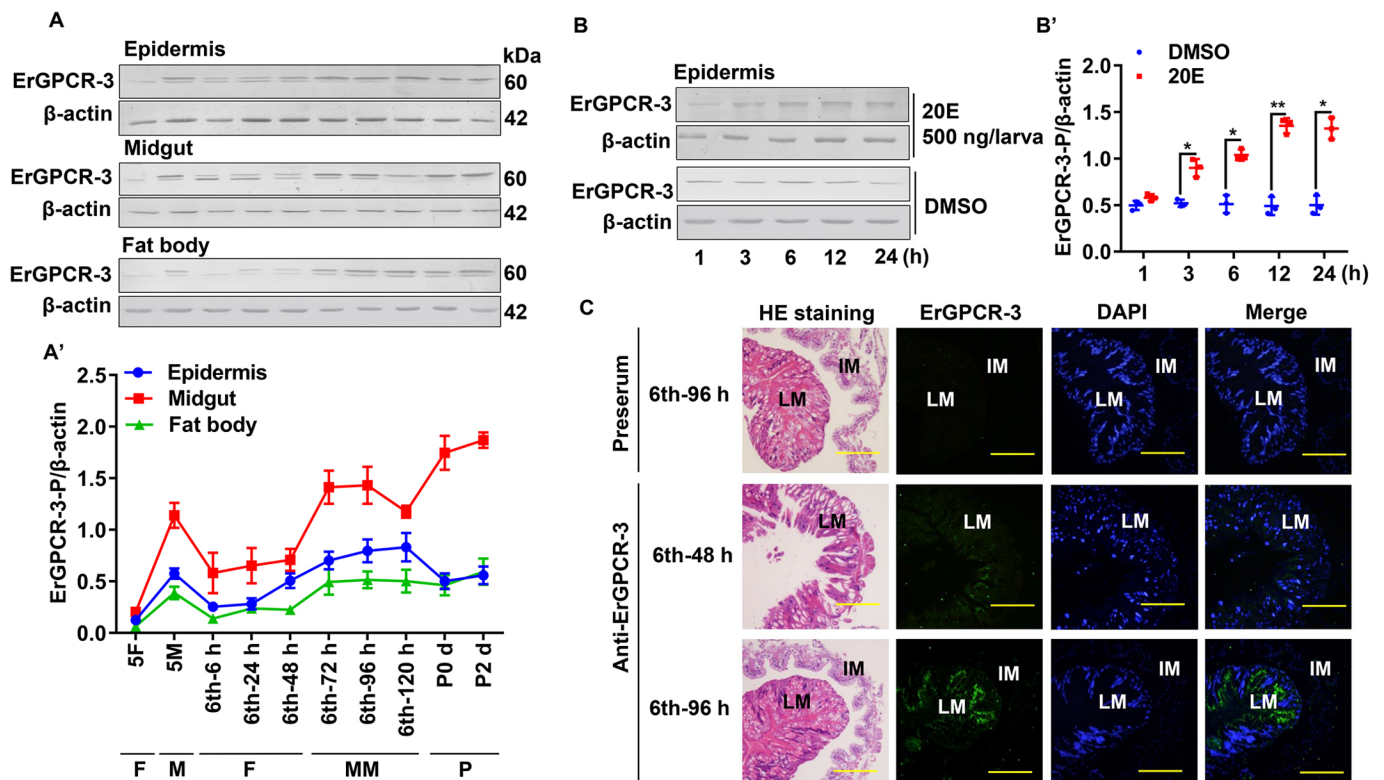 A
Epidermis
kDa
ErGPCR-3
60
β-actin
42
Midgut
ErGPCR-3
60
β-actin
42
Fat body
ErGPCR-3
60
β-actin
42
A'
ErGPCR-3-P/β-actin
2.5
2.0
1.5
1.0
0.5
0.0
Epidermis
Midgut
Fat body
5F
5M
6th-6 h
6th-24 h
6th-48 h
6th-72 h
6th-96 h
6th-120 h
P0 d
P2 d
F M F MM P
B
Epidermis
ErGPCR-3
β-actin
20E
500 ng/larva
ErGPCR-3
β-actin
DMSO
1 3 6 12 24 (h)
B'
ErGPCR-3-P/β-actin
DMSO
20E
2.0
1.5
1.0
0.5
0.0
* * ** *
1 3 6 12 24 (h)
C
HE staining ErGPCR-3 DAPI Merge
Preserum
6th-96 h
IM LM
LM IM
LM IM
LM IM
Anti-ErGPCR-3
6th-48 h
LM
LM
LM
LM
6th-96 h
IM LM
IM LM
IM LM
IM LM